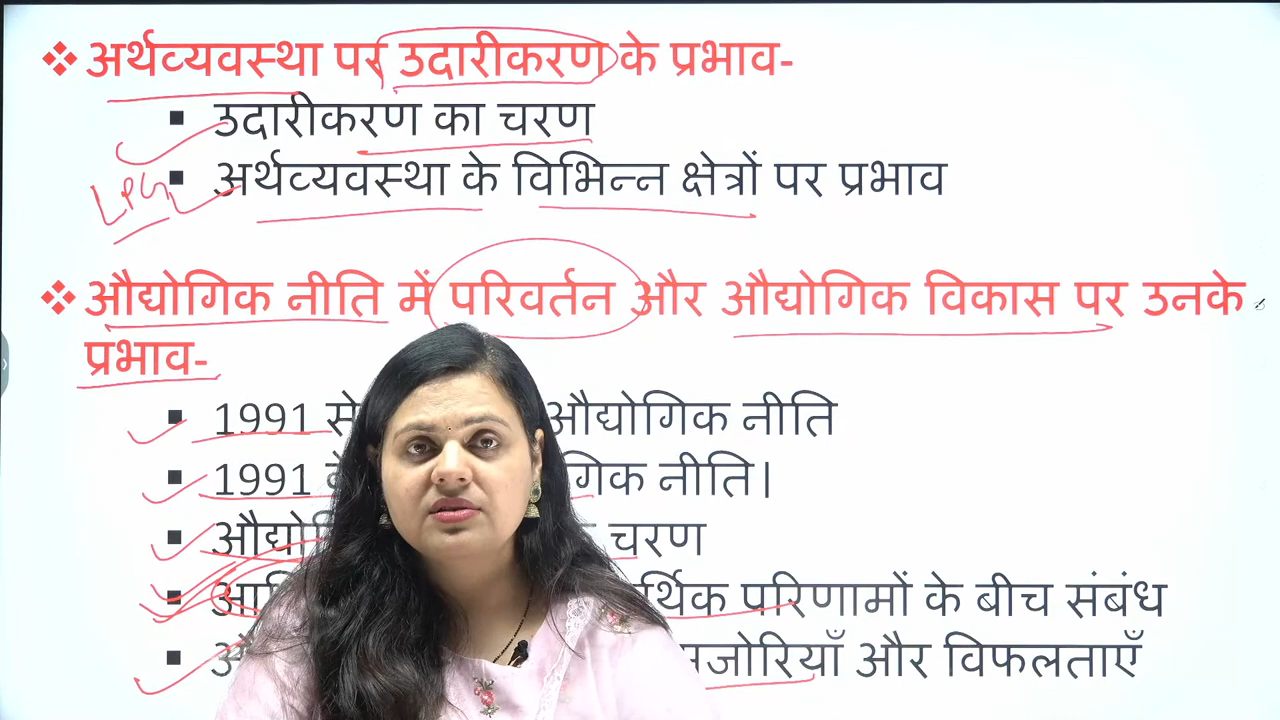 अर्थव्यवस्था पर उदारीकरण के प्रभाव-
उदारीकरण का चरण
LPG
अर्थव्यवस्था के विभिन्न क्षेत्रों पर प्रभाव
औद्योगिक नीति में परिवर्तन और औद्योगिक विकास पर उनके
प्रभाव-
1991 से औद्योगिक नीति
1991 नीति।
चरण
परिणामों के बीच संबंध
और विफलताएँ